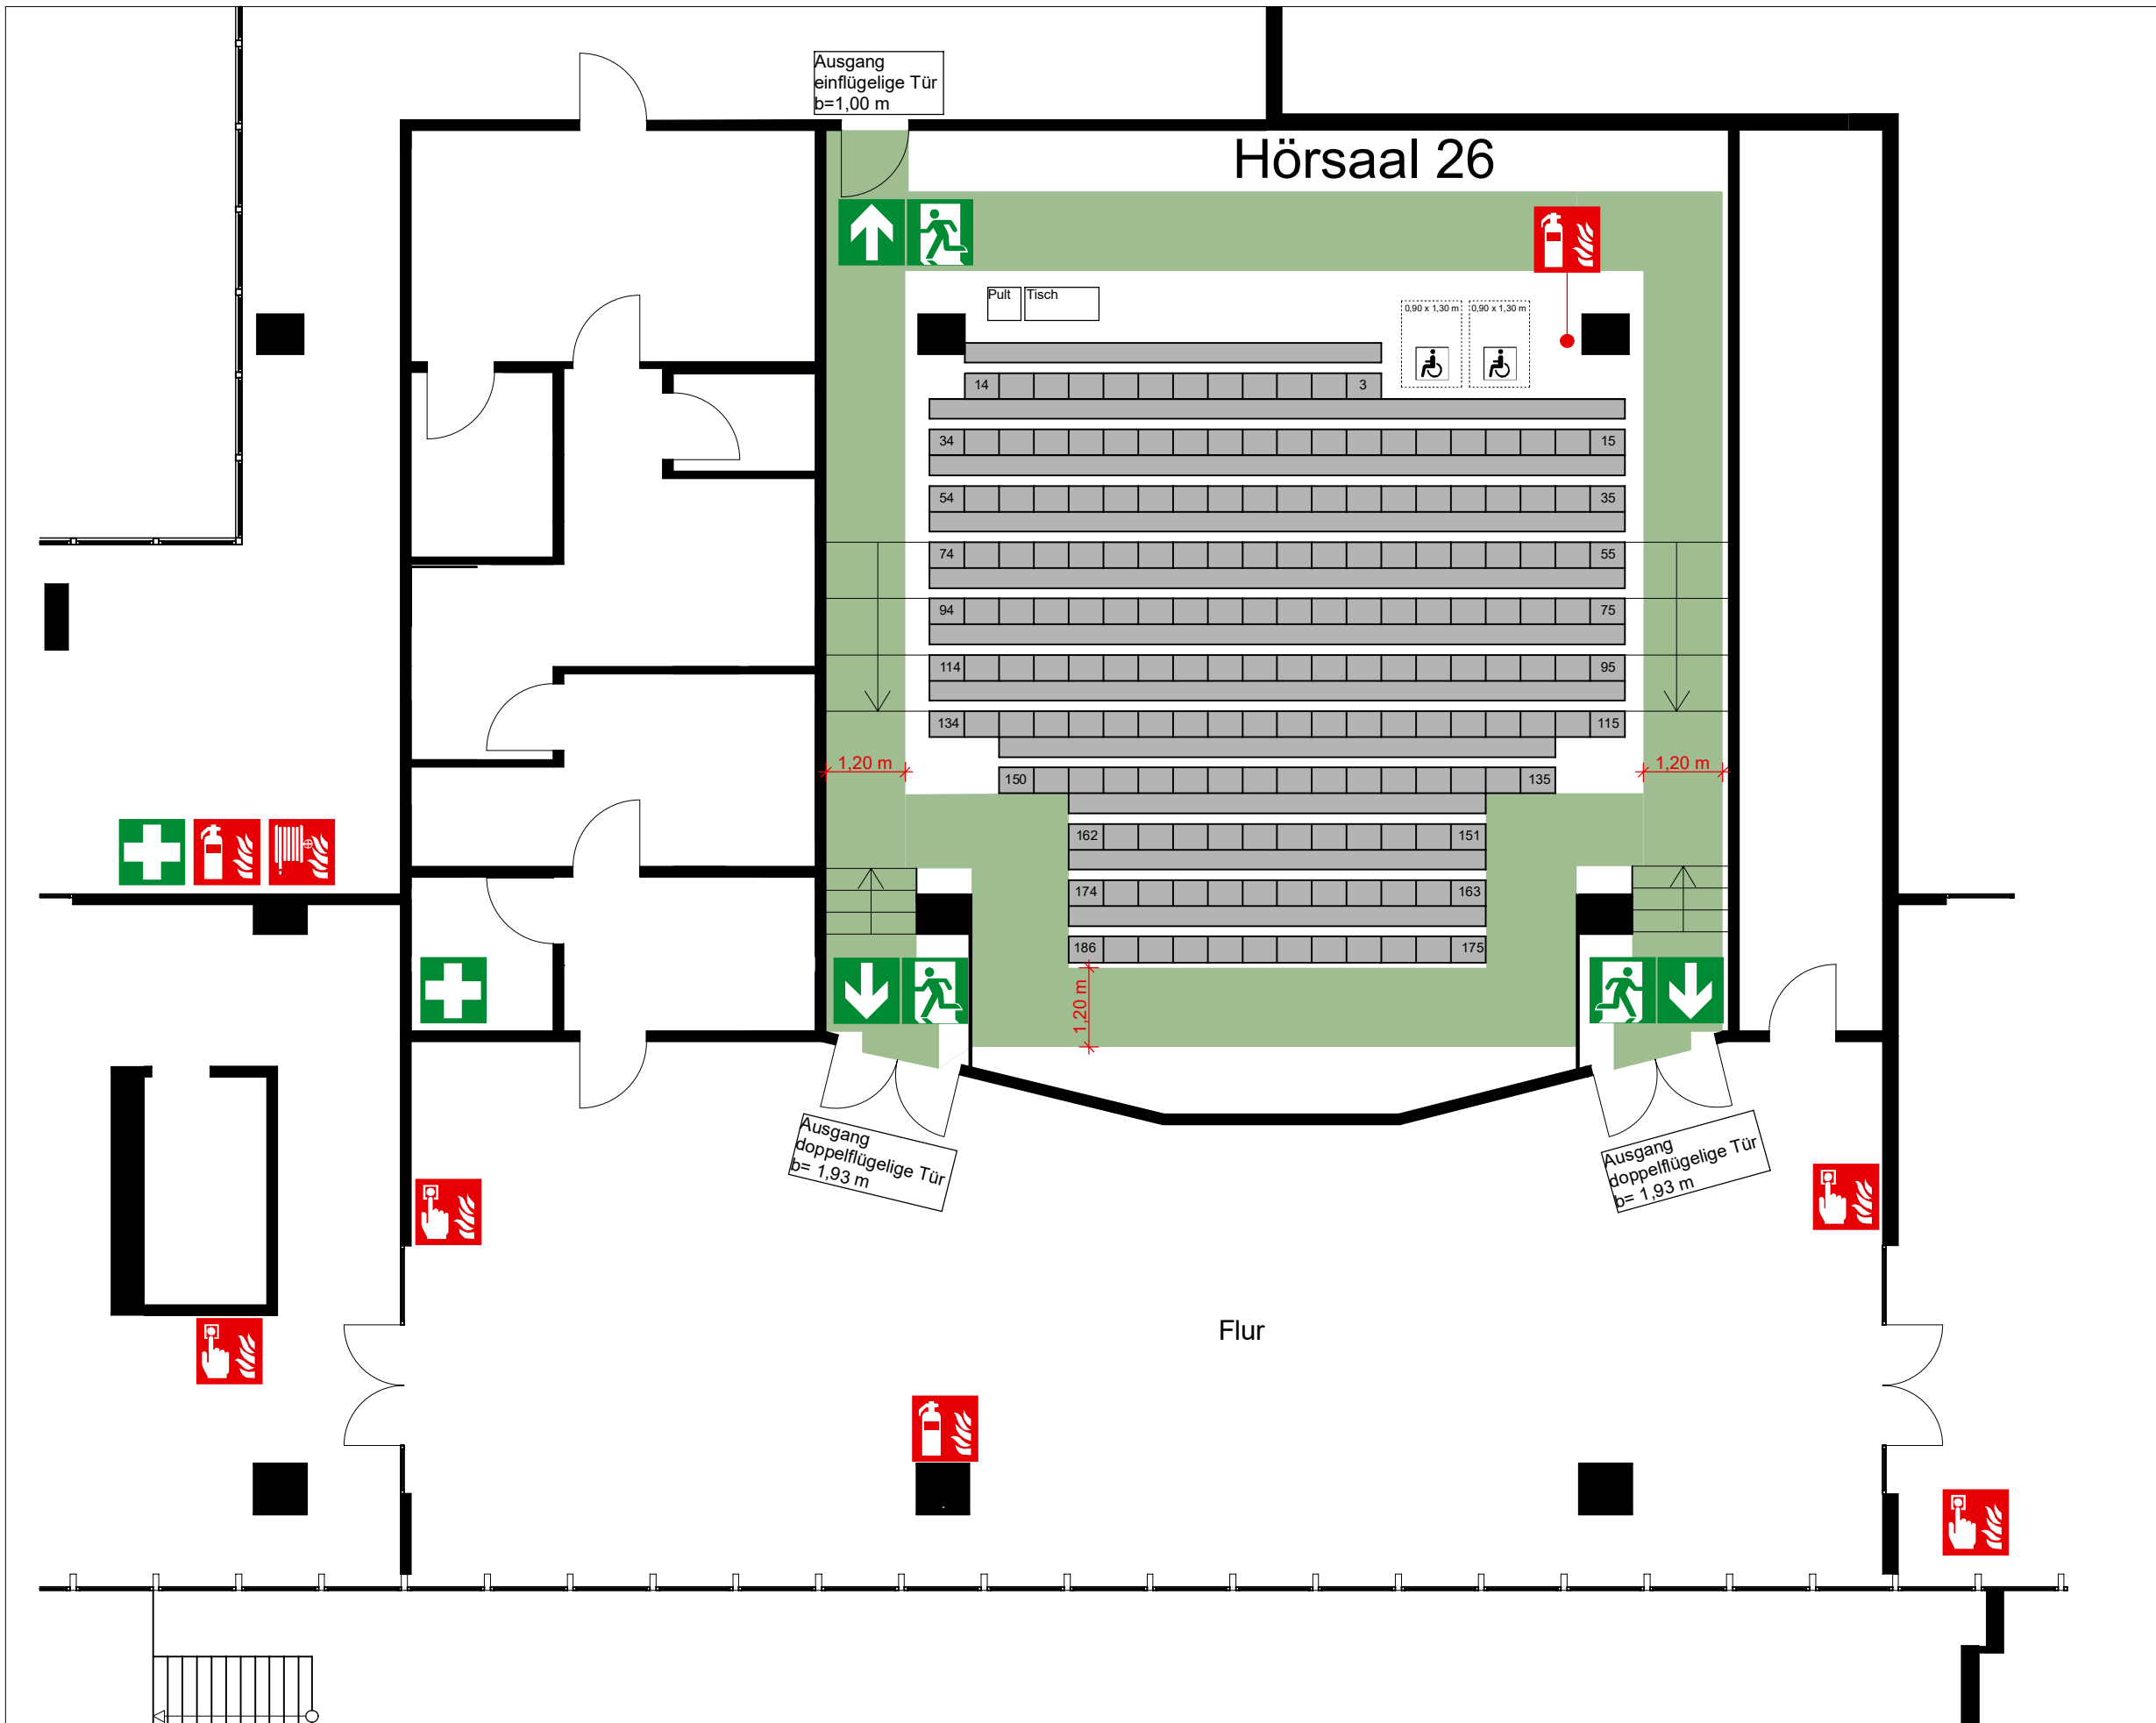 Ausgang
einflügelige Tür
b=1,00 m
Hörsaal 26
Pult
Tisch
0,90 x 1,30 m
0,90 x 1,30 m
14
3
34
15
54
35
74
55
94
75
114
95
134
115
1,20 m
1,20 m
150
135
162
151
174
163
186
175
1,20 m
Ausgang
doppelflügelige Tür
b= 1,93 m
Ausgang
doppelflügelige Tür
b= 1,93 m
Flur